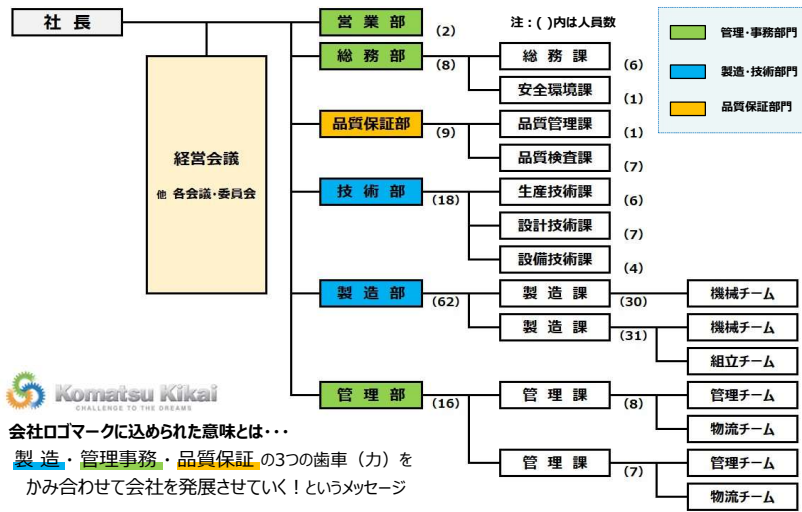 社 長
営 業 部 (2)
注：( )内は人員数
管理・事務部門
製造・技術部門
品質保証部門
総 務 部 (8)
総 務 課 (6)
安全環境課 (1)
経営会議
他 各会議・委員会
品質保証部 (9)
品質管理課 (1)
品質検査課 (7)
技 術 部 (18)
生産技術課 (6)
設計技術課 (7)
設備技術課 (4)
製 造 部 (62)
製 造 課 (30)
機械チーム
製 造 課 (31)
機械チーム
組立チーム
管 理 部 (16)
管 理 課 (8)
管理チーム
物流チーム
管 理 課 (7)
管理チーム
物流チーム
Komatsu Kikai
CHALLENGE TO THE DREAMS
会社ロゴマークに込められた意味とは・・・
製 造 ・ 管理事務 ・ 品質保証 の3つの歯車（力）を
かみ合わせて会社を発展させていく！というメッセージ